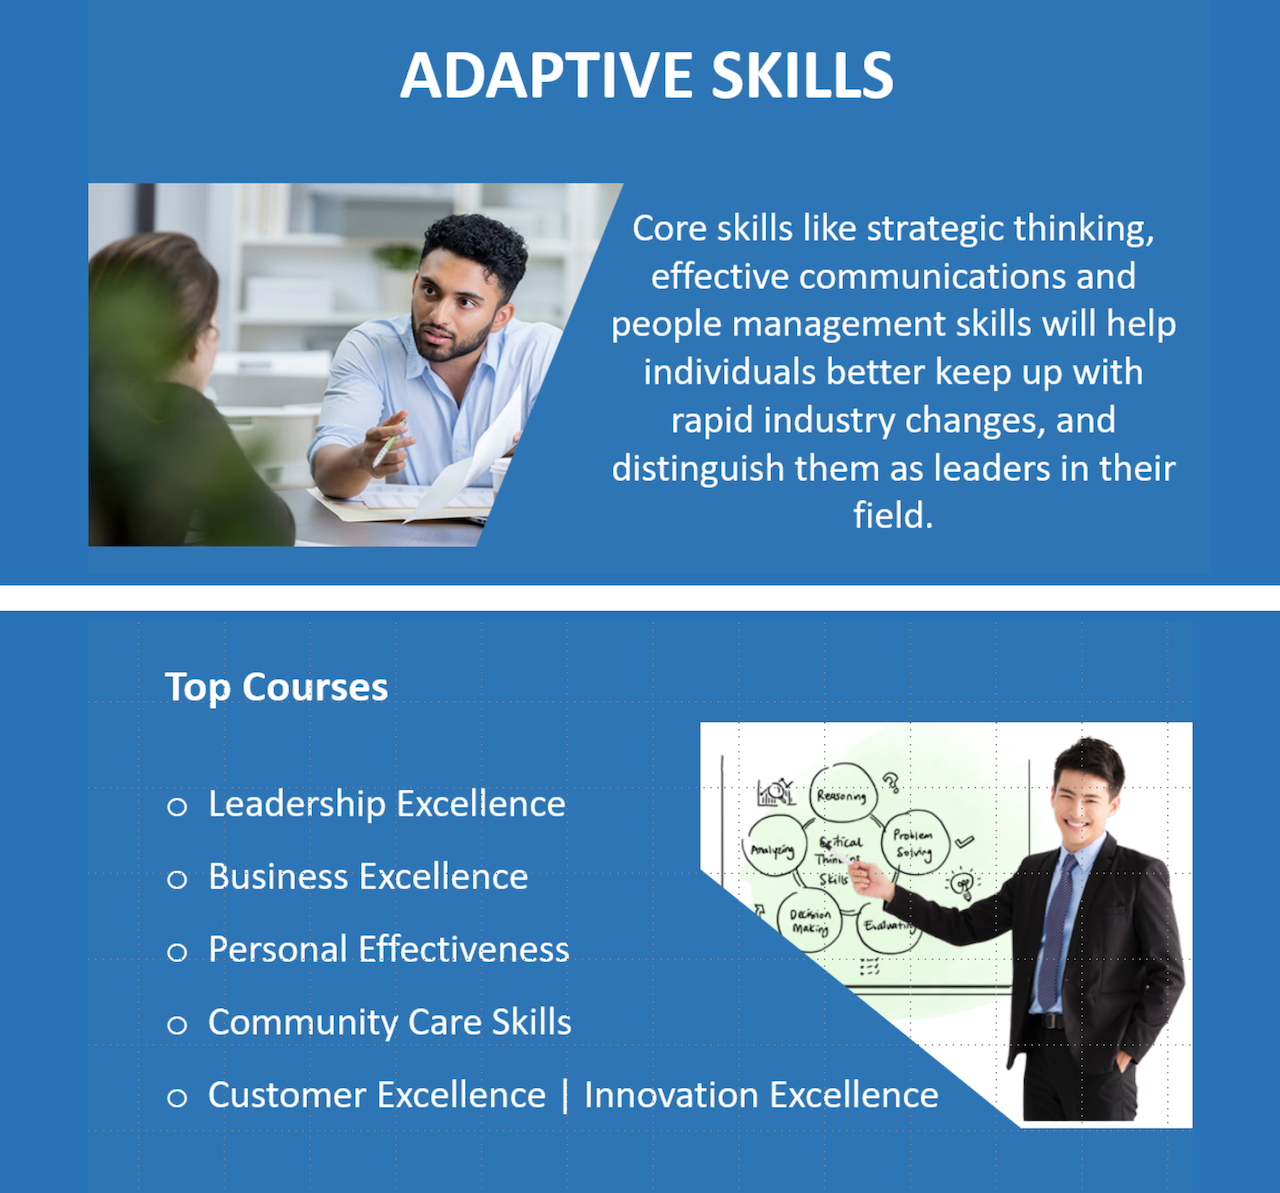 ADAPTIVE SKILLS
Core skills like strategic thinking,
effective communications and
people management skills will help
individuals better keep up with
rapid industry changes, and
distinguish them as leaders in their
field.
Top Courses
Leadership Excellence
Business Excellence
Personal Effectiveness
Community Care Skills
Customer Excellence | Innovation Excellence
Reasoning
Analyzing
Critical
Thinking
Skills
Problem
Solving
Decision
Making
Evaluating